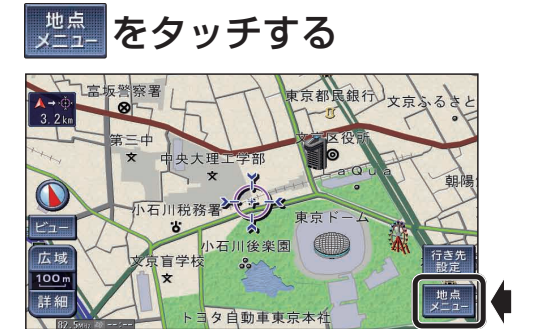 地点
メニュー をタッチする
富坂警察署
東京都民銀行
文京ふるさと
3.2km
第三中
文京区役所
中央大理工学部
LaQua
朝陽
小石川税務署
東京ドーム
ビュー
小石川後楽園
広域
文京盲学校
行き先
設定
100m
詳細
地点
メニュー
トヨタ自動車東京本社
82.5MHz